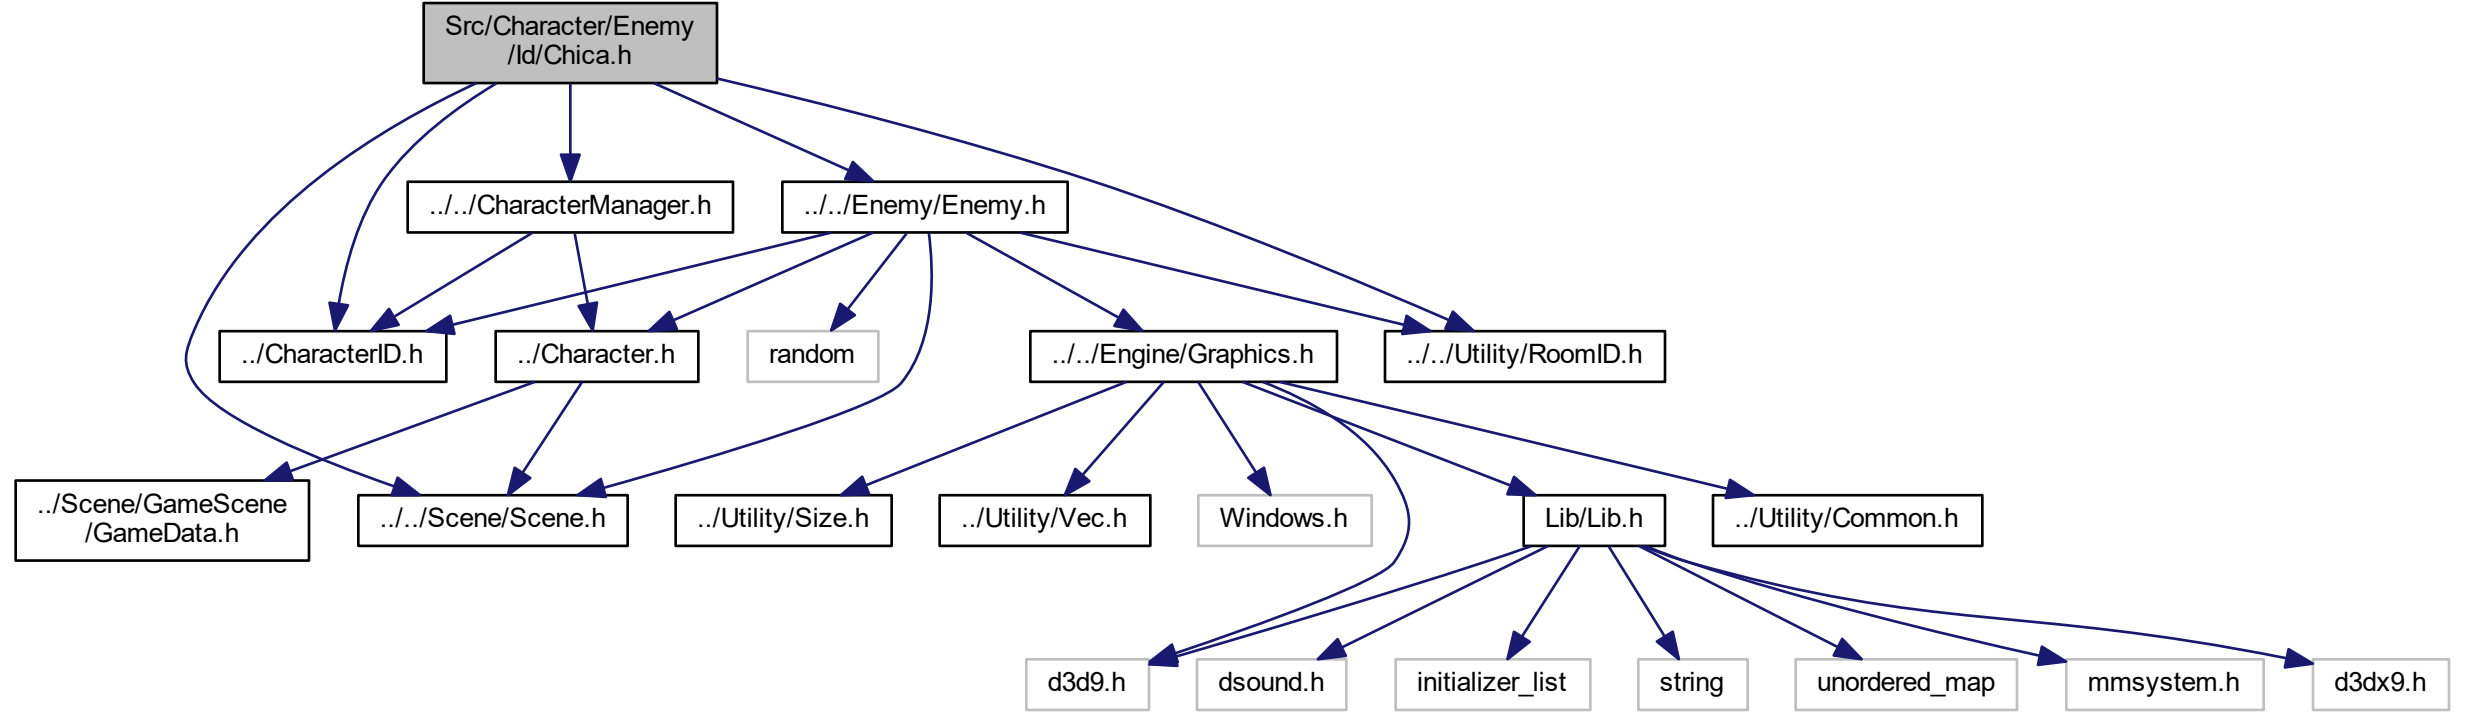 Src/Character/Enemy
/Id/Chica.h
../../CharacterManager.h
../../Enemy/Enemy.h
../CharacterID.h
../Character.h
random
../../Engine/Graphics.h
../../Utility/RoomID.h
../Scene/GameScene
/GameData.h
../../Scene/Scene.h
../Utility/Size.h
../Utility/Vec.h
Windows.h
Lib/Lib.h
../Utility/Common.h
d3d9.h
dsound.h
initializer_list
string
unordered_map
mmsystem.h
d3dx9.h